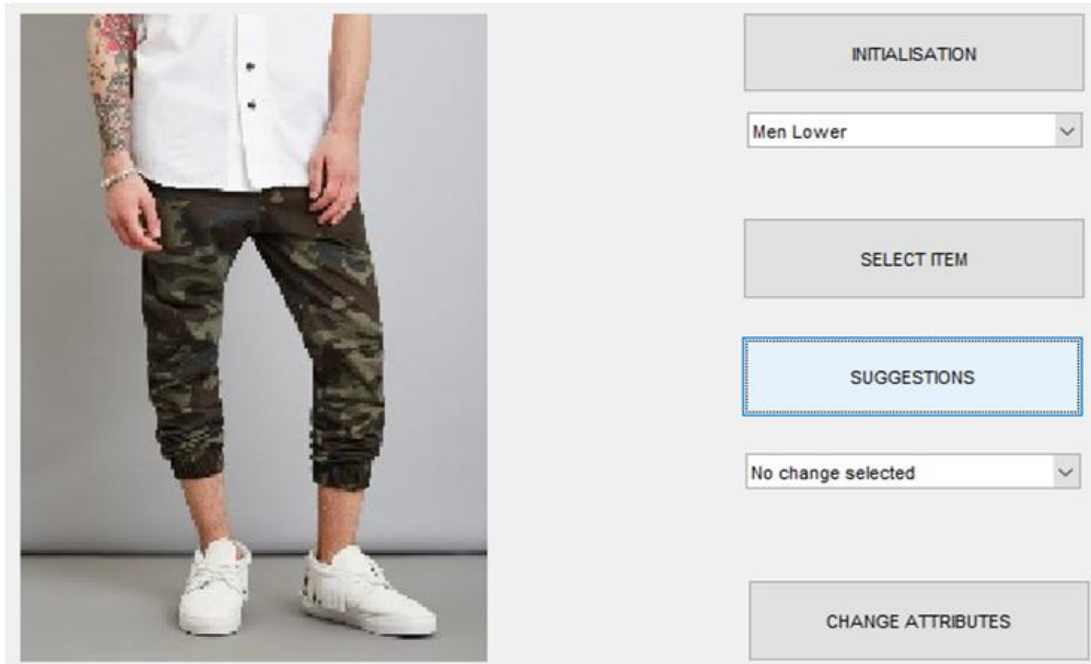 INITIALISATION
Men Lower
SELECT ITEM
SUGGESTIONS
No change selected
CHANGE ATTRIBUTES